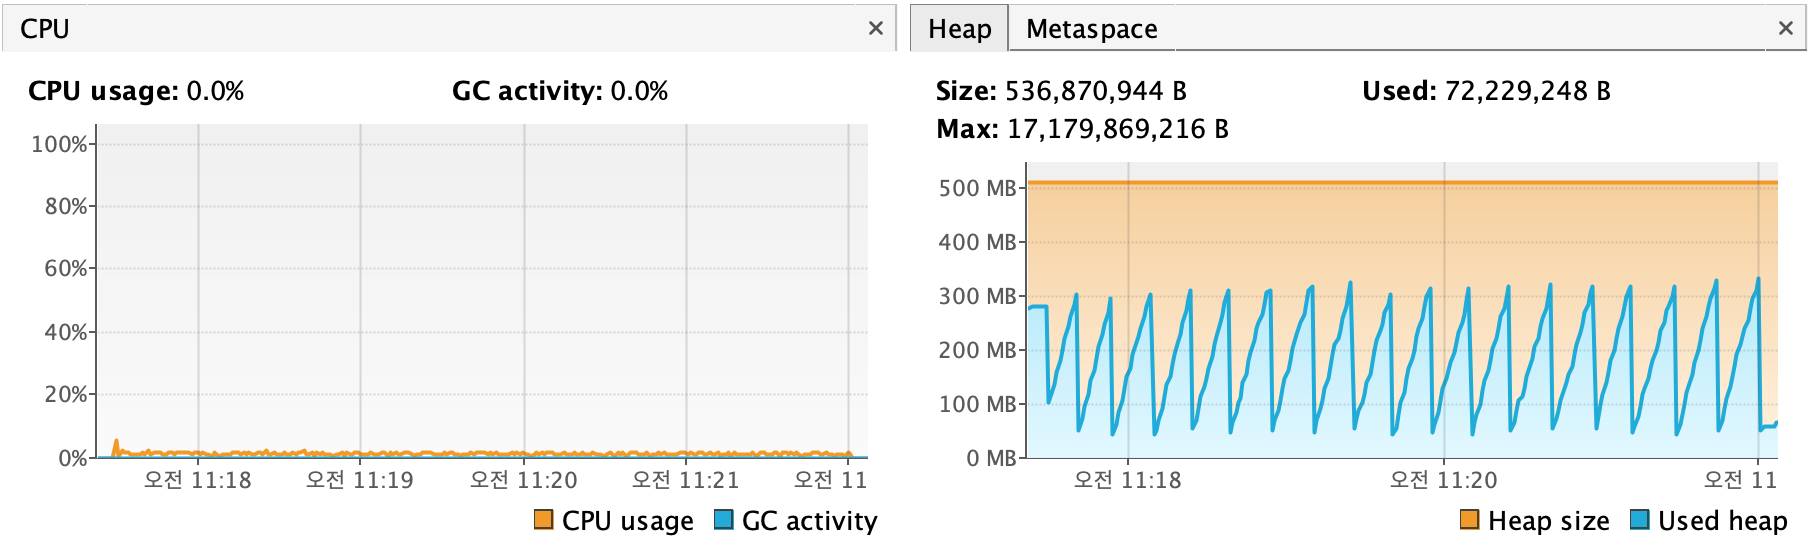 CPU
CPU usage: 0.0%
GC activity: 0.0%
100%
80%
60%
40%
20%
0%
오전 11:18
오전 11:19
오전 11:20
오전 11:21
오전 11
CPU usage
GC activity
Heap
Metaspace
Size: 536,870,944 B
Used: 72,229,248 B
Max: 17,179,869,216 B
500 MB
400 MB
300 MB
200 MB
100 MB
0 MB
오전 11:18
오전 11:20
오전 11
Heap size
Used heap